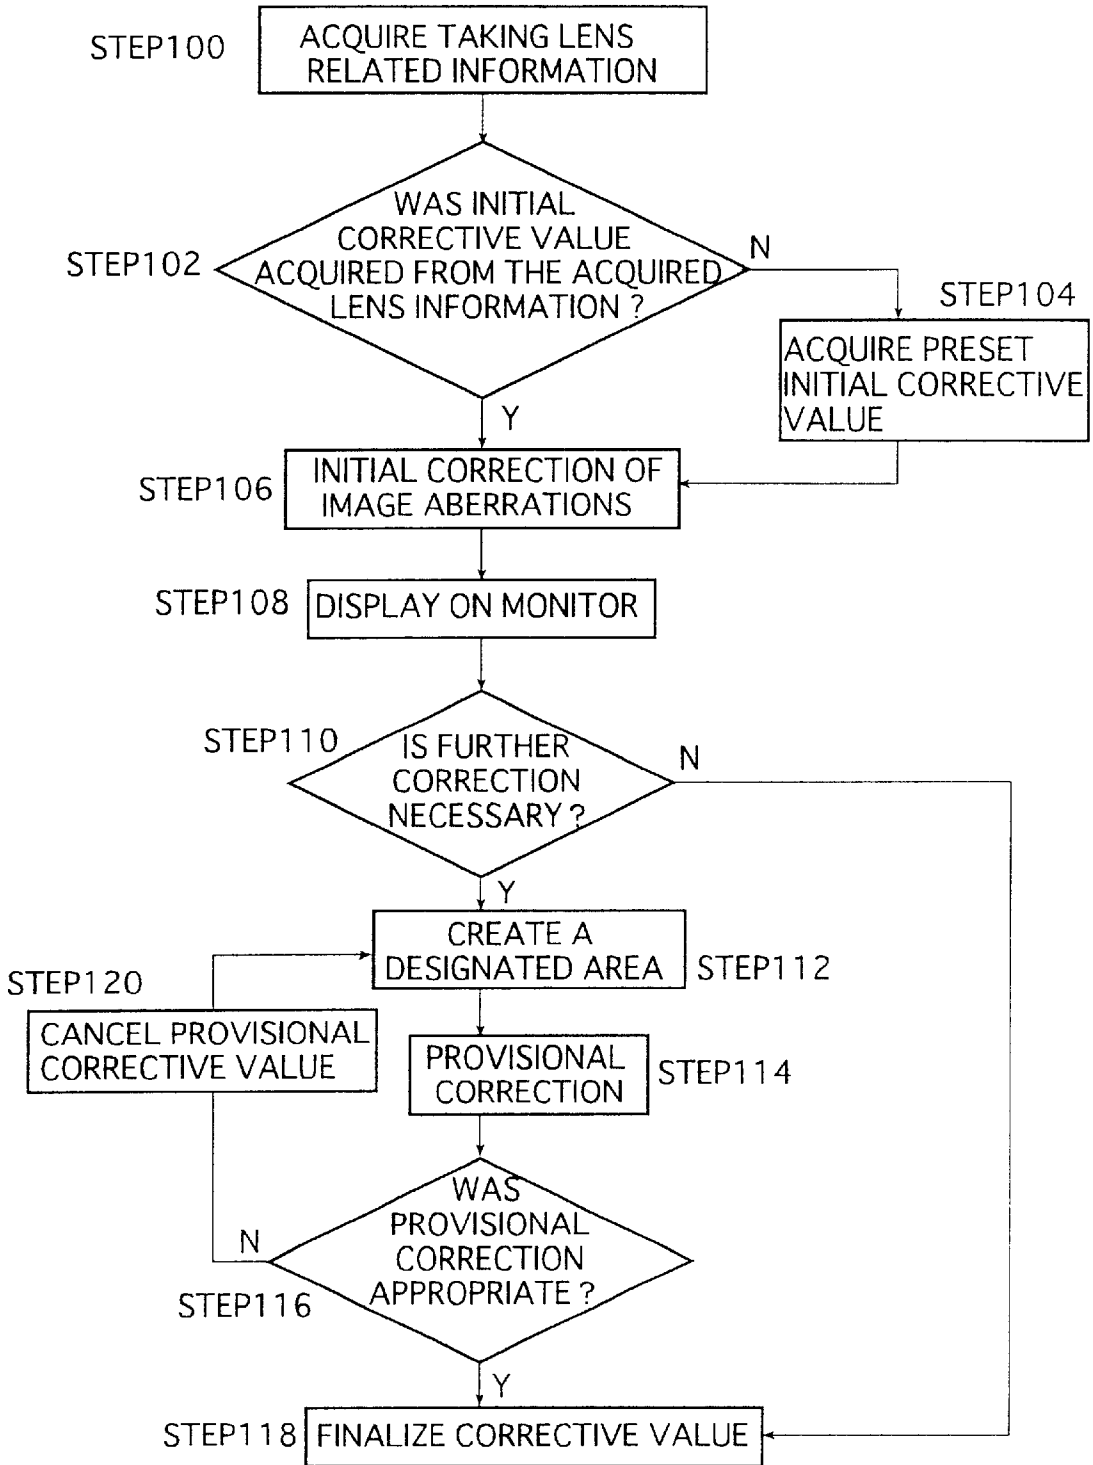 STEP100
ACQUIRE TAKING LENS
RELATED INFORMATION
STEP102
WAS INITIAL
CORRECTIVE VALUE
ACQUIRED FROM THE ACQUIRED
LENS INFORMATION ?
N
STEP104
ACQUIRE PRESET
INITIAL CORRECTIVE
VALUE
Y
STEP106
INITIAL CORRECTION OF
IMAGE ABERRATIONS
STEP108
DISPLAY ON MONITOR
STEP110
IS FURTHER
CORRECTION
NECESSARY ?
N
Y
CREATE A
DESIGNATED AREA
STEP112
STEP120
CANCEL PROVISIONAL
CORRECTIVE VALUE
PROVISIONAL
CORRECTION
STEP114
WAS
PROVISIONAL
CORRECTION
APPROPRIATE ?
N
STEP116
Y
STEP118
FINALIZE CORRECTIVE VALUE